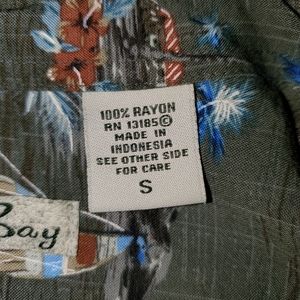 100% RAYON
RN 13185©
MADE IN
INDONESIA
SEE OTHER SIDE
FOR CARE
S
Bay